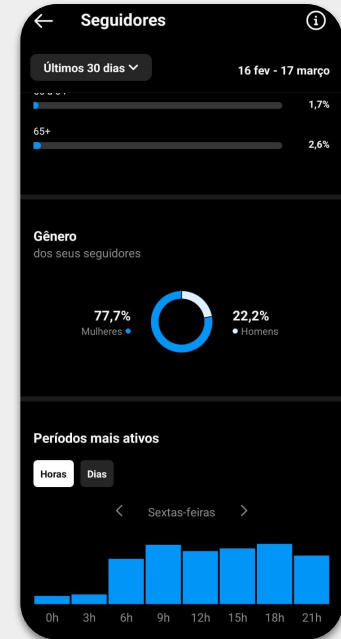 Seguidores
Últimos 30 dias
16 fev - 17 março
1,7%
65+
2,6%
Gênero
dos seus seguidores
77,7%
Mulheres
22,2%
Homens
Períodos mais ativos
Horas Dias
Sextas-feiras
0h 3h 6h 9h 12h 15h 18h 21h